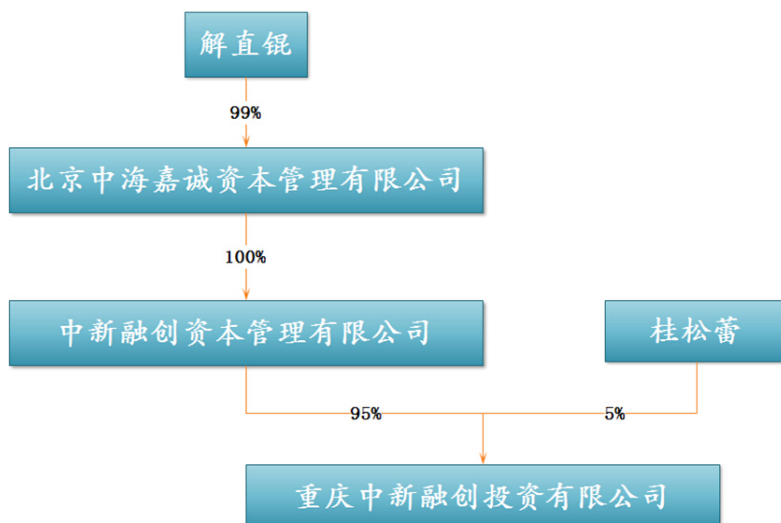 解直锟
99%
北京中海嘉诚资本管理有限公司
100%
中新融创资本管理有限公司
桂松蕾
95%
5%
重庆中新融创投资有限公司